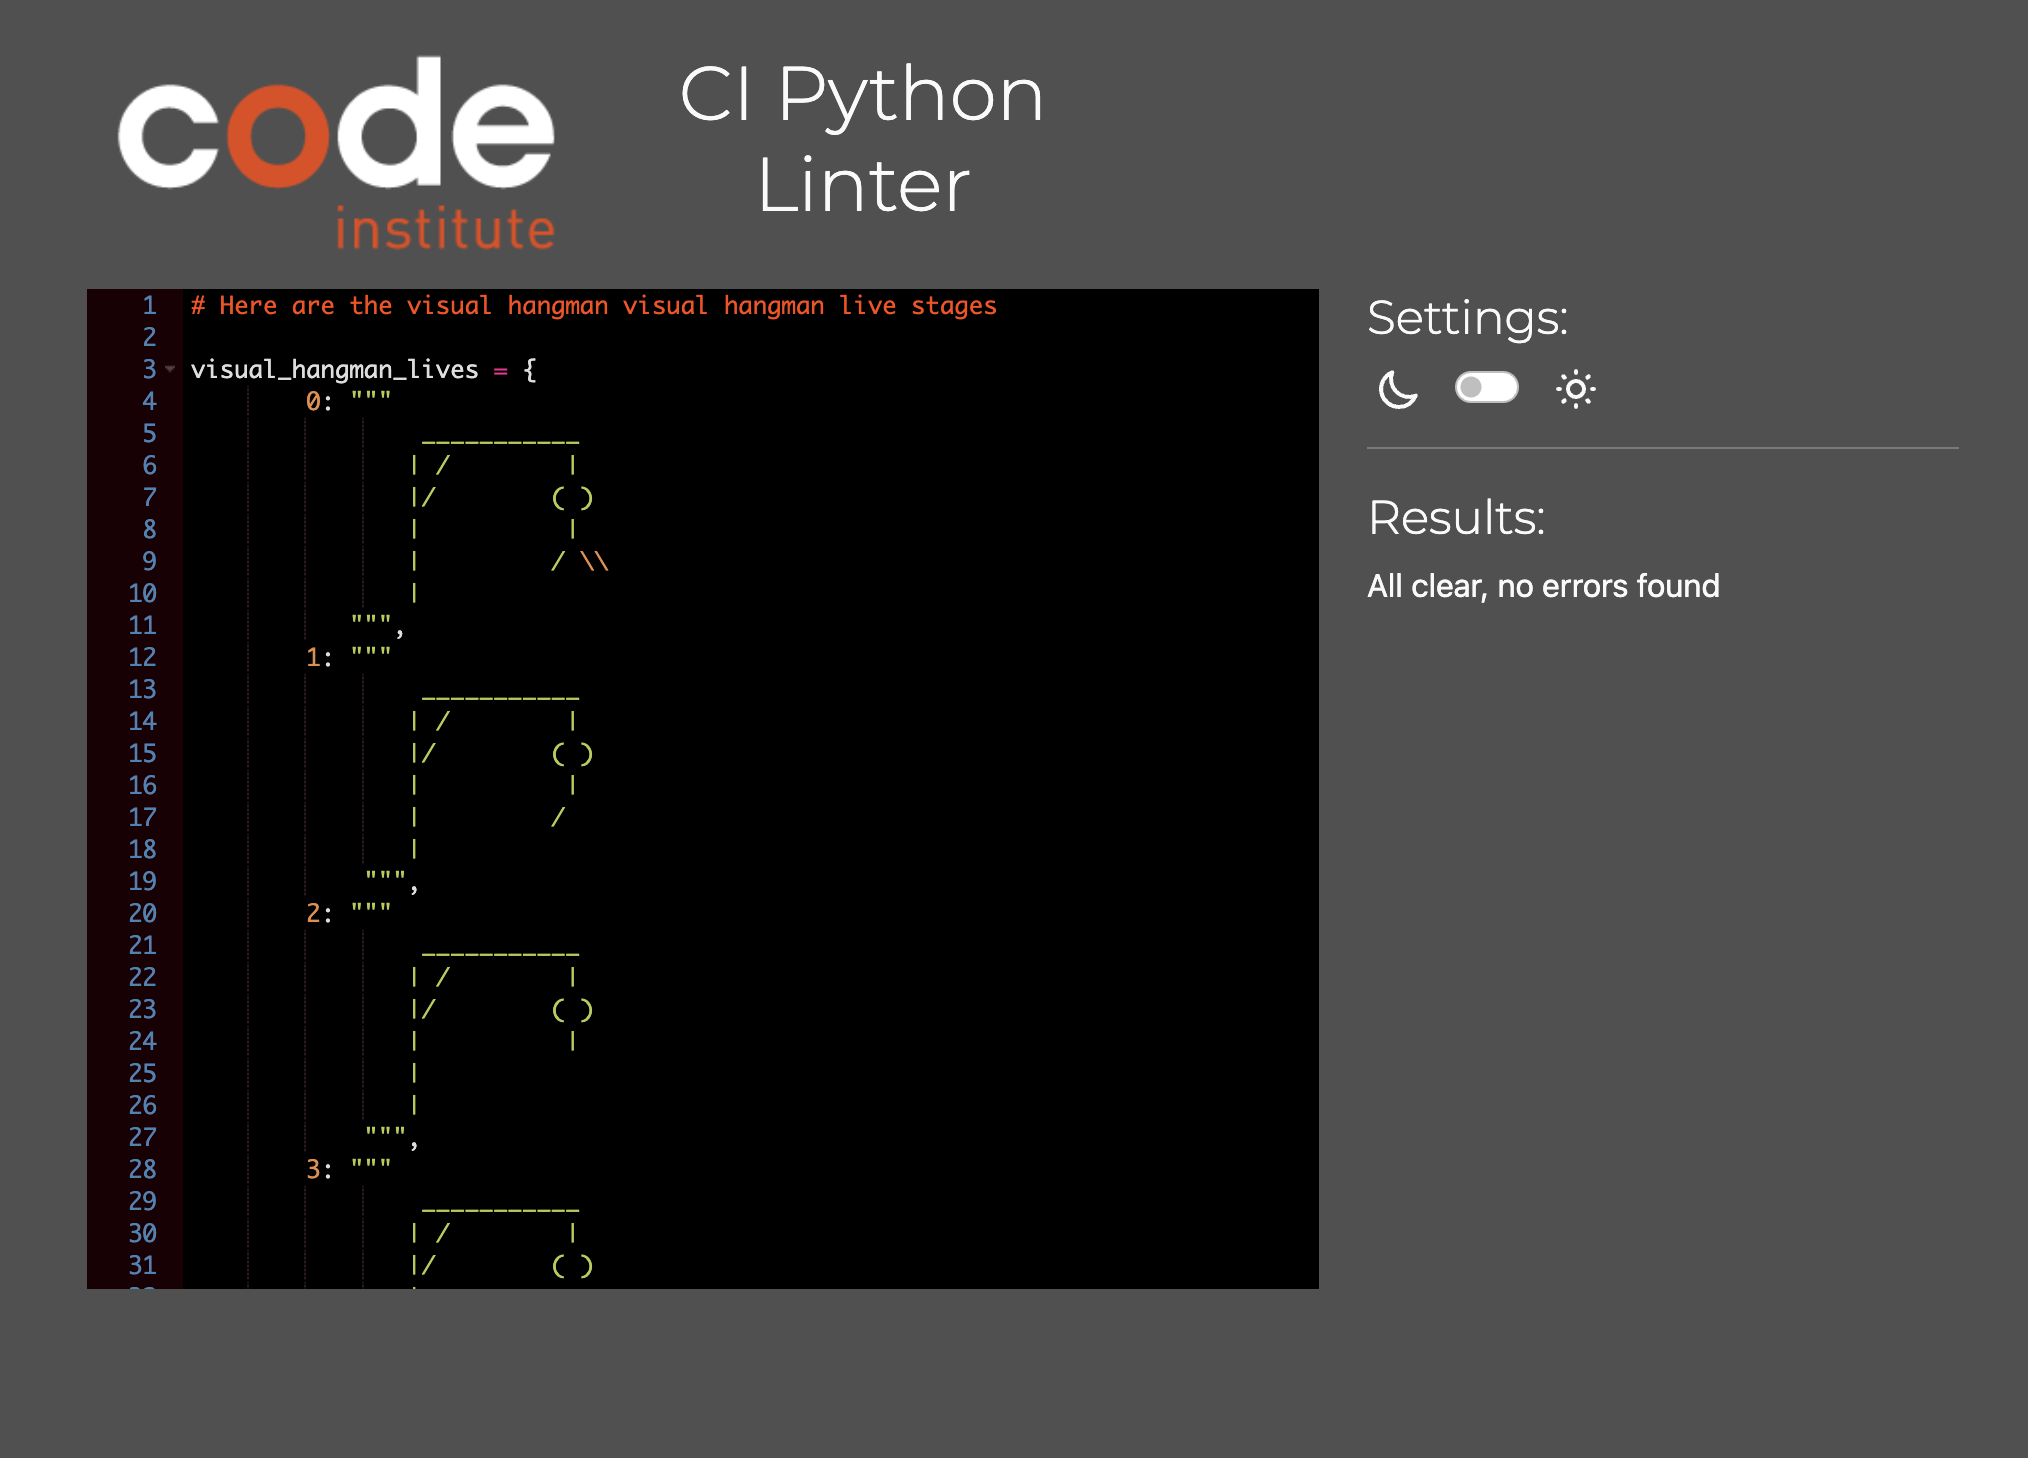 code
institute
CI Python
Linter
1 # Here are the visual hangman visual hangman live stages
2
3 visual_hangman_lives = {
4         0: """
5                 ___________
6                | /        |
7                |/        ( )
8                |          |
9                |         / \\
10                |
11            """,
12         1: """
13                 ___________
14                | /        |
15                |/        ( )
16                |          |
17                |         /
18                |
19             """,
20         2: """
21                 ___________
22                | /        |
23                |/        ( )
24                |          |
25                |
26                |
27             """,
28         3: """
29                 ___________
30                | /        |
31                |/        ( )
Settings:
Results:
All clear, no errors found